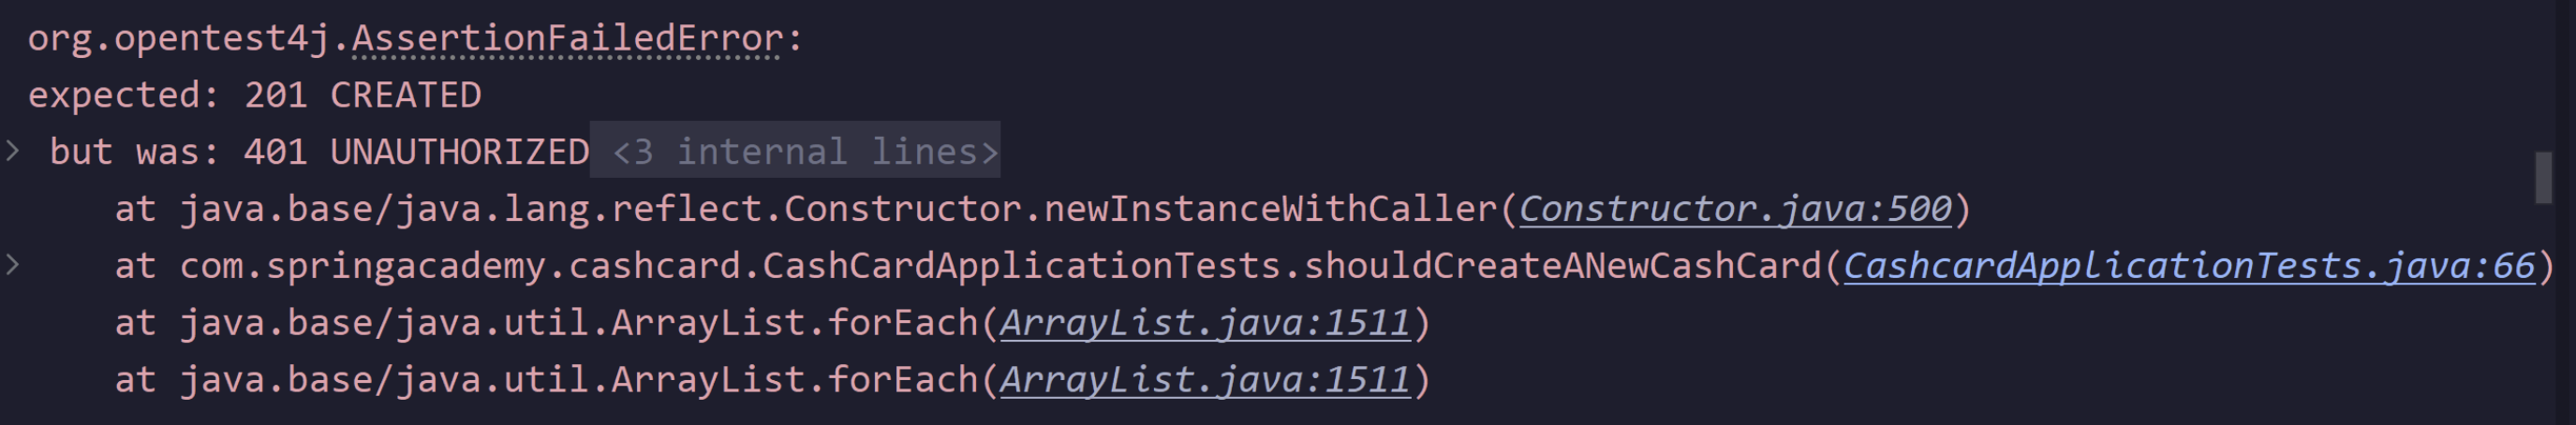 org.opentest4j.AssertionFailedError:
expected: 201 CREATED
but was: 401 UNAUTHORIZED <3 internal lines>
at java.base/java.lang.reflect.Constructor.newInstanceWithCaller(Constructor.java:500)
at com.springacademy.cashcard.CashCardApplicationTests.shouldCreateANewCashCard(CashcardApplicationTests.java:66)
at java.base/java.util.ArrayList.forEach(ArrayList.java:1511)
at java.base/java.util.ArrayList.forEach(ArrayList.java:1511)